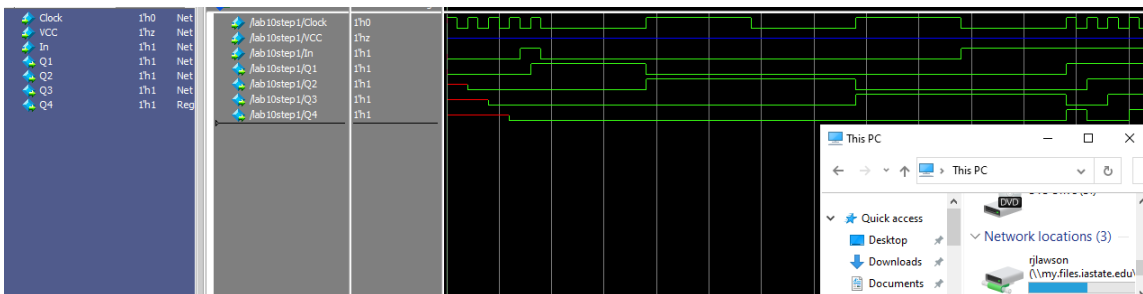 Clock 1'h0 Net
VCC 1'hz Net
In 1'h1 Net
Q1 1'h1 Net
Q2 1'h1 Net
Q3 1'h1 Net
Q4 1'h1 Reg
/lab10step1/Clock 1'h0
/lab10step1/VCC 1'hz
/lab10step1/In 1'h1
/lab10step1/Q1 1'h1
/lab10step1/Q2 1'h1
/lab10step1/Q3 1'h1
/lab10step1/Q4 1'h1
This PC
This PC
Quick access
Desktop
Downloads
Documents
DVD
Network locations (3)
rjlawson
(\\my.files.iastate.edu\